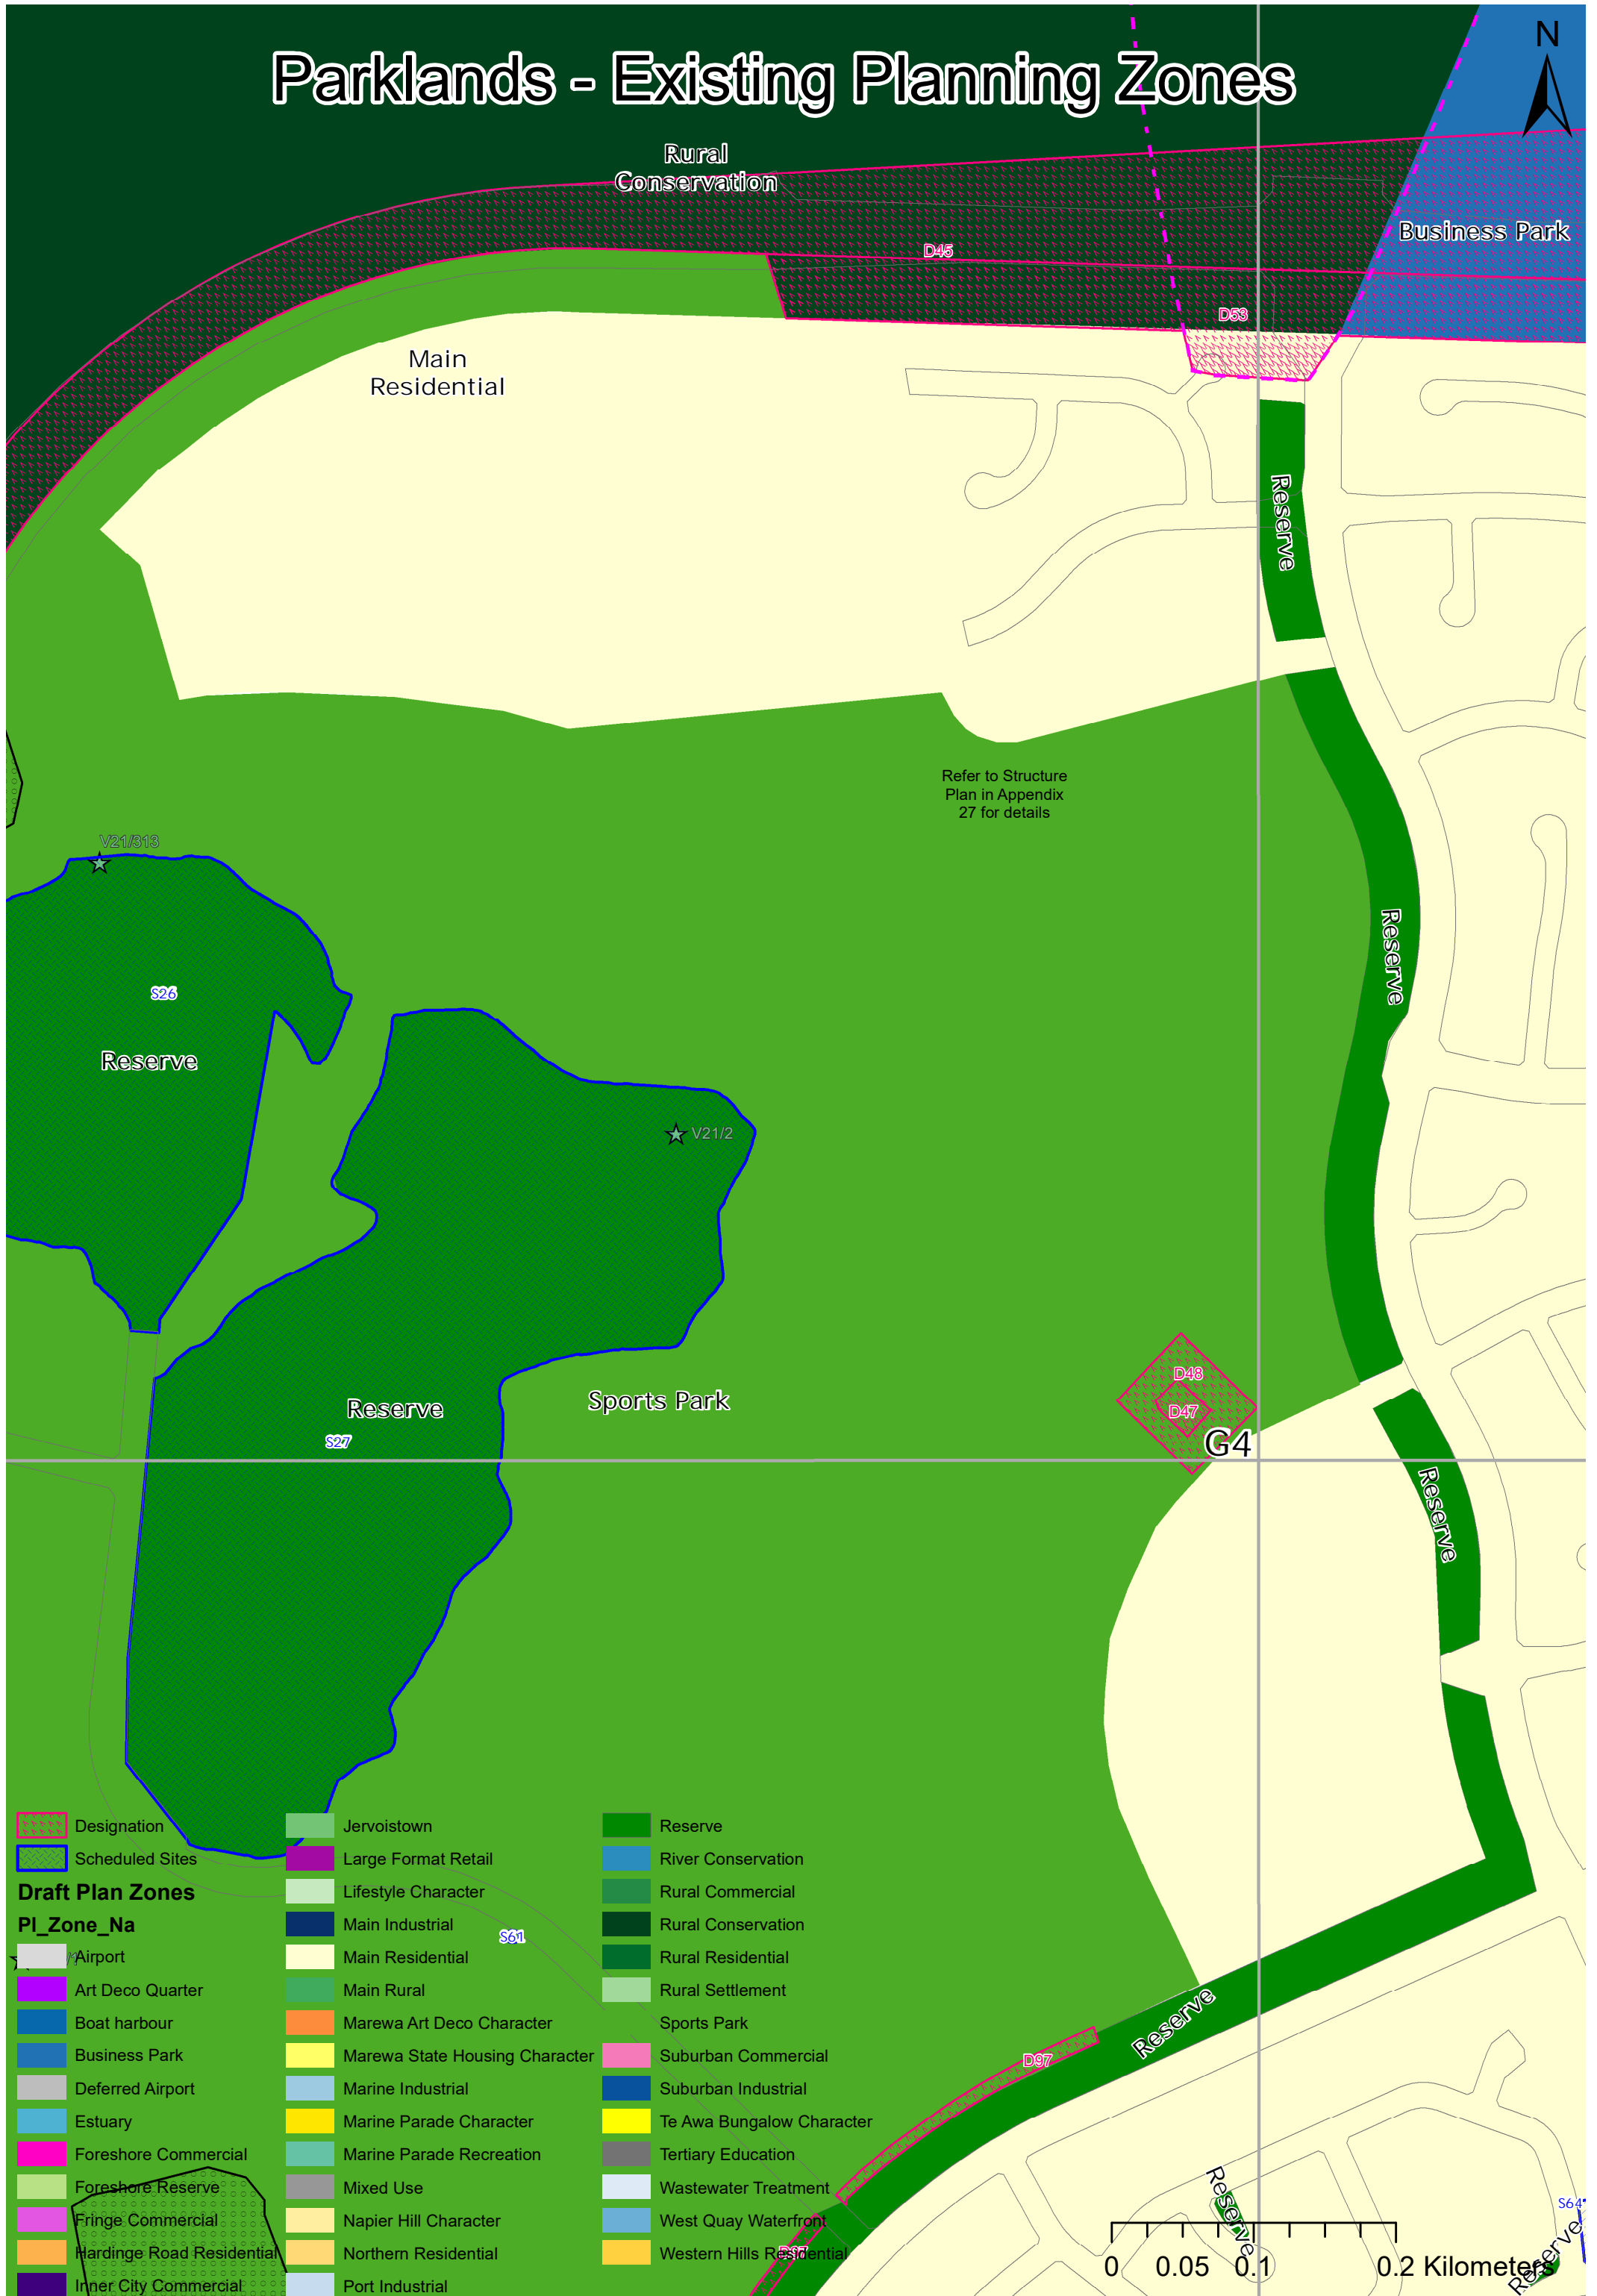 N
Parklands - Existing Planning Zones
Rural
Conservation
Business Park
D45
D53
Main
Residential
Reserve
Refer to Structure
Plan in Appendix
27 for details
V21/313
Reserve
S26
Reserve
V21/2
D48
Sports Park
Reserve
D47
S27
G4
Reserve
Designation
Scheduled Sites
Draft Plan Zones
Pl_Zone_Na
Airport
Art Deco Quarter
Boat harbour
Business Park
Deferred Airport
Estuary
Foreshore Commercial
Foreshore Reserve
Fringe Commercial
Hardinge Road Residential
Inner City Commercial
Jervoistown
Large Format Retail
Lifestyle Character
Main Industrial
Main Residential
Main Rural
Marewa Art Deco Character
Marewa State Housing Character
Marine Industrial
Marine Parade Character
Marine Parade Recreation
Mixed Use
Napier Hill Character
Northern Residential
Port Industrial
Reserve
River Conservation
Rural Commercial
Rural Conservation
Rural Residential
Rural Settlement
Sports Park
Suburban Commercial
Suburban Industrial
Te Awa Bungalow Character
Tertiary Education
Wastewater Treatment
West Quay Waterfront
Western Hills Residential
S61
Reserve
D97
Reserve
S64
Reserve
0 0.05 0.1 0.2 Kilometers